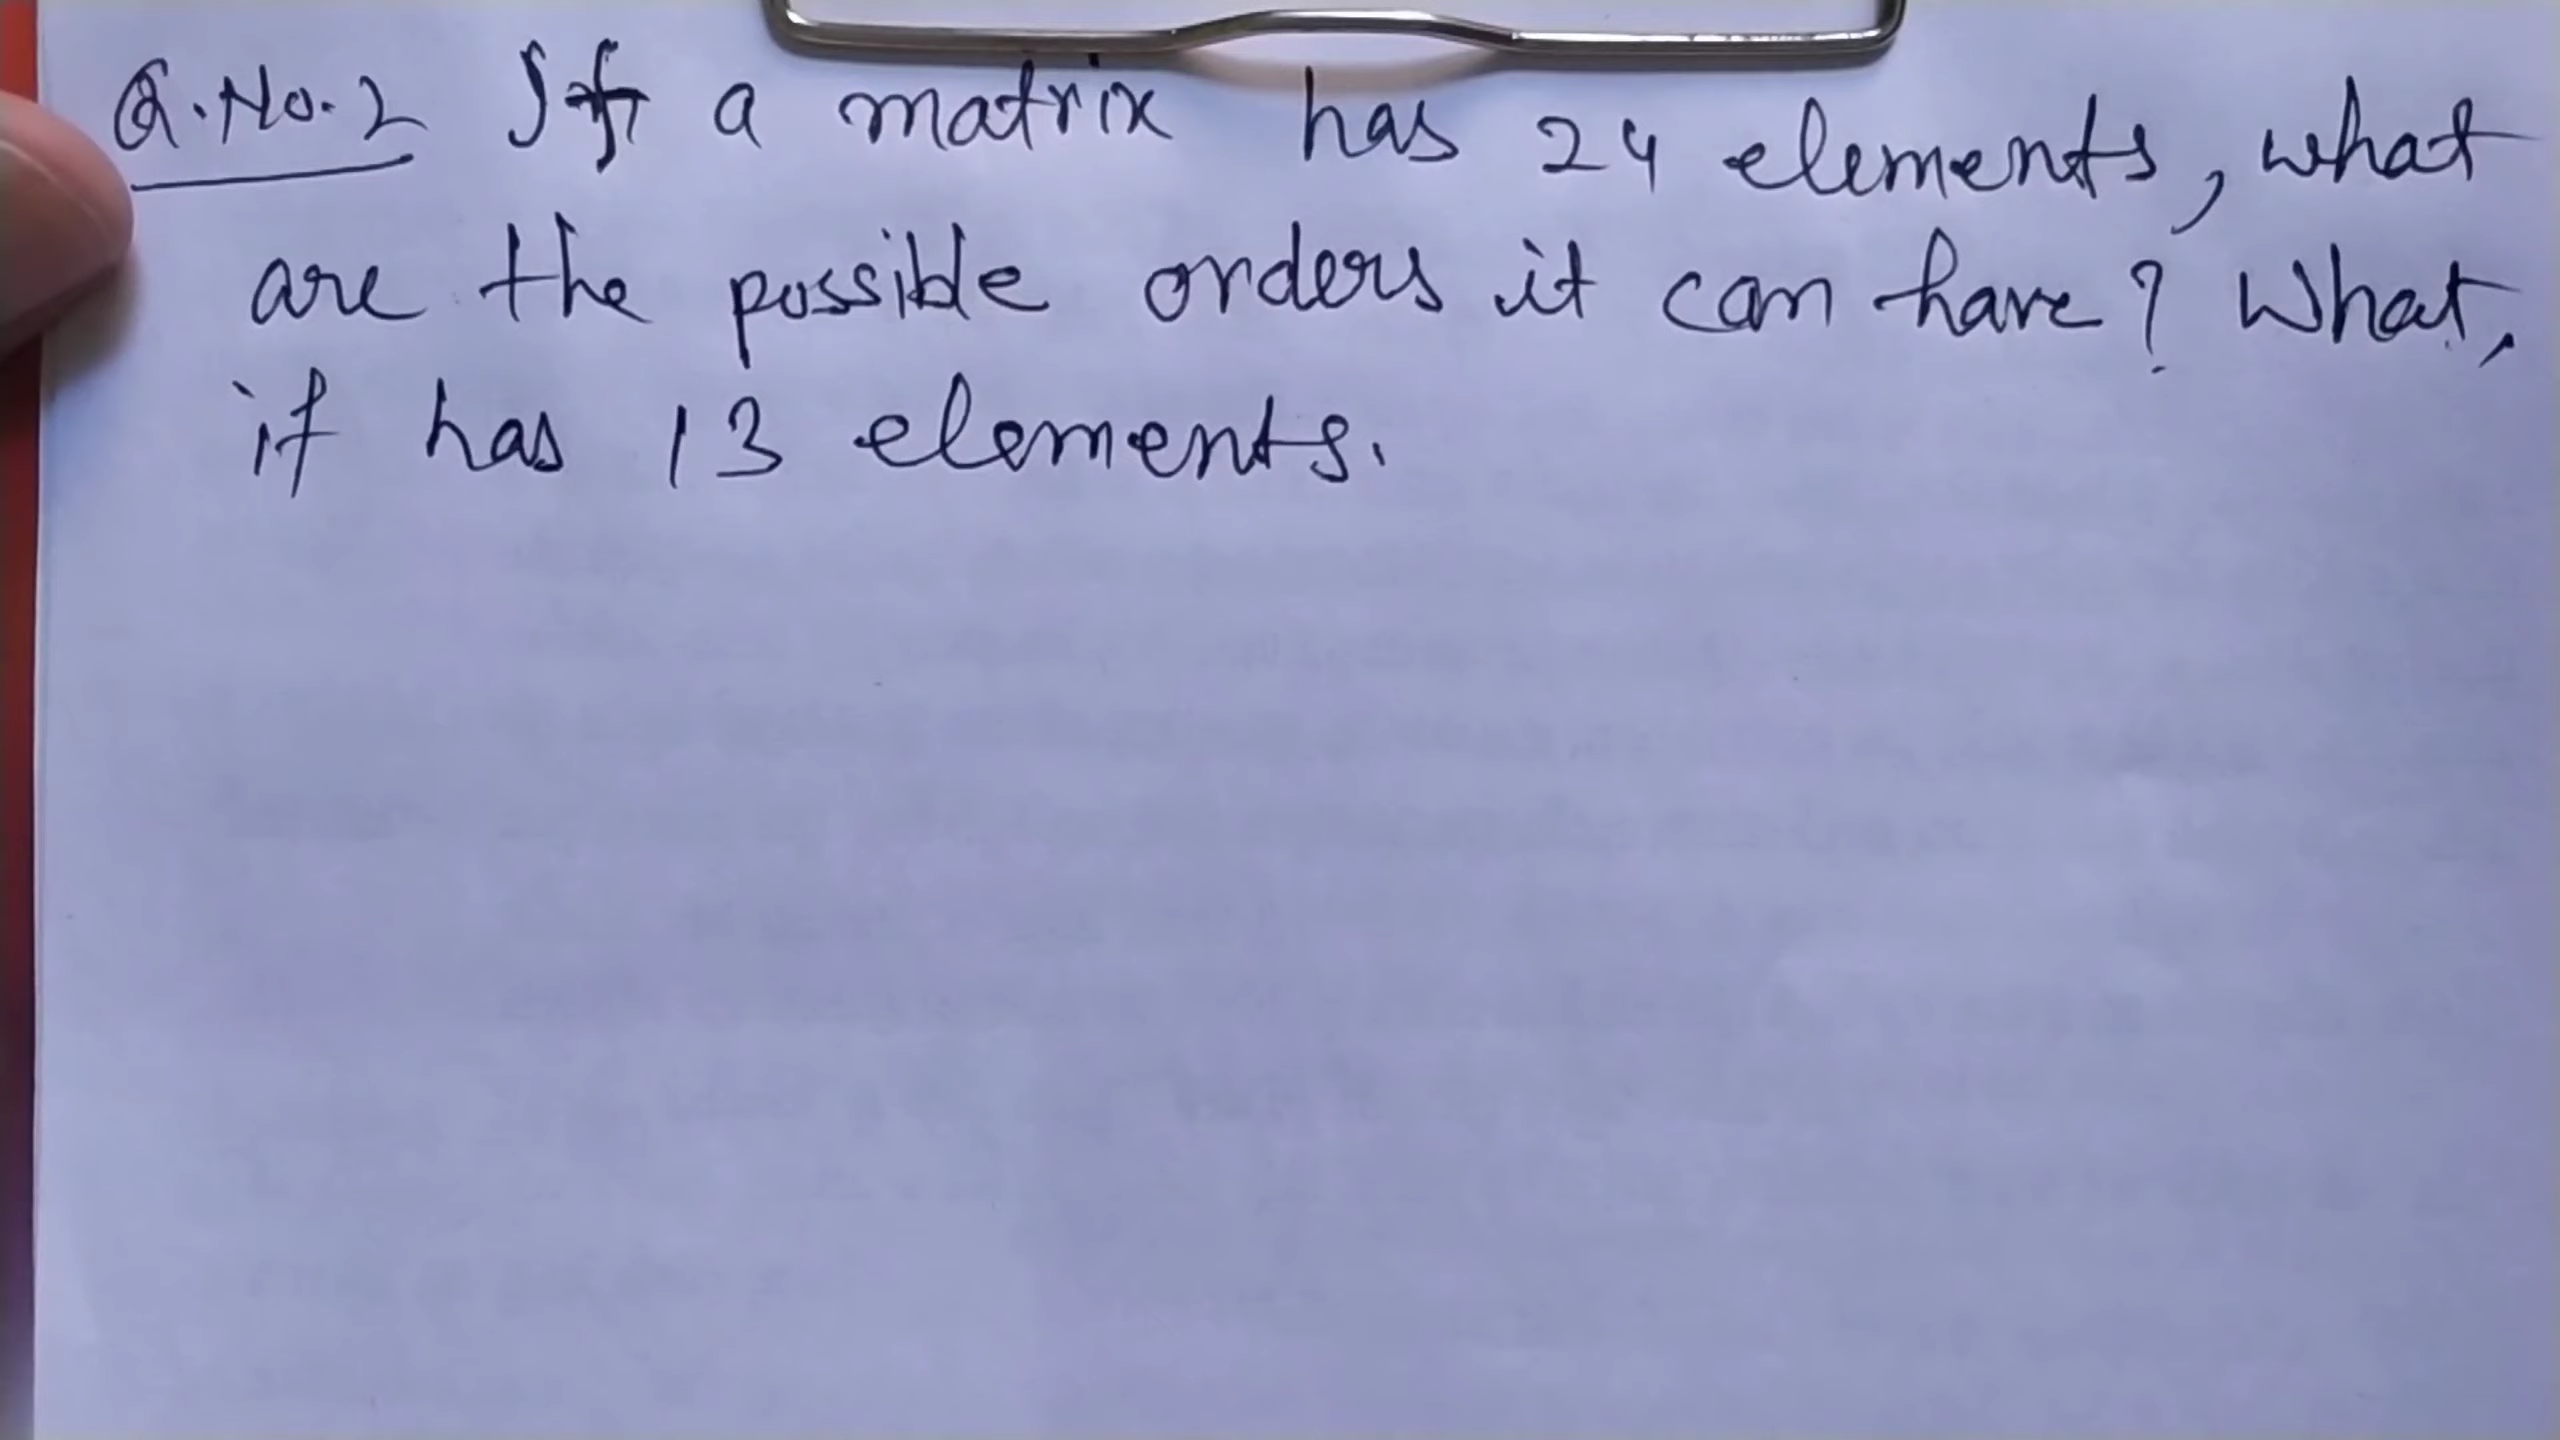 Q.No.2 If a matrix has 24 elements, what
are the possible orders it can have? What,
if has 13 elements.